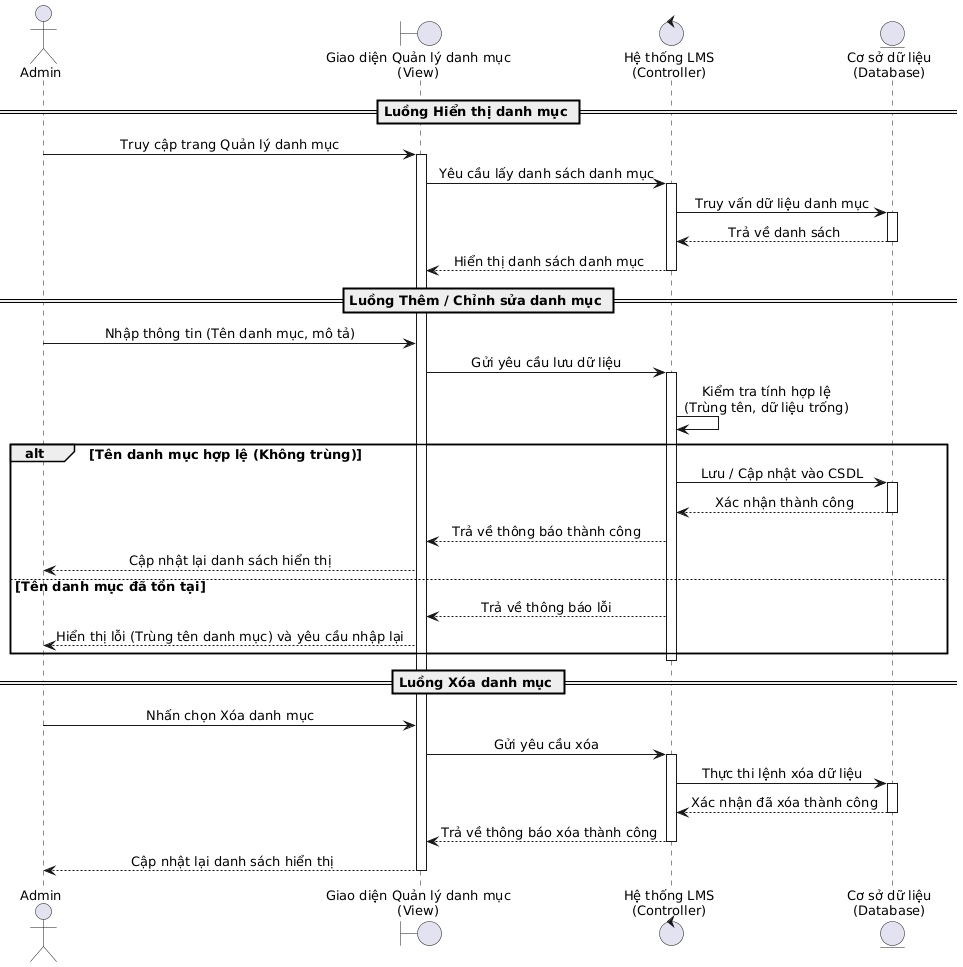 Admin
Giao diện Quản lý danh mục
(View)
Hệ thống LMS
(Controller)
Cơ sở dữ liệu
(Database)
Luồng Hiển thị danh mục
Truy cập trang Quản lý danh mục
Yêu cầu lấy danh sách danh mục
Truy vấn dữ liệu danh mục
Trả về danh sách
Hiển thị danh sách danh mục
Luồng Thêm / Chỉnh sửa danh mục
Nhập thông tin (Tên danh mục, mô tả)
Gửi yêu cầu lưu dữ liệu
Kiểm tra tính hợp lệ
(Trùng tên, dữ liệu trống)
alt
[Tên danh mục hợp lệ (Không trùng)]
Lưu / Cập nhật vào CSDL
Xác nhận thành công
Trả về thông báo thành công
Cập nhật lại danh sách hiển thị
[Tên danh mục đã tồn tại]
Trả về thông báo lỗi
Hiển thị lỗi (Trùng tên danh mục) và yêu cầu nhập lại
Luồng Xóa danh mục
Nhấn chọn Xóa danh mục
Gửi yêu cầu xóa
Thực thi lệnh xóa dữ liệu
Xác nhận đã xóa thành công
Trả về thông báo xóa thành công
Cập nhật lại danh sách hiển thị
Admin
Giao diện Quản lý danh mục
(View)
Hệ thống LMS
(Controller)
Cơ sở dữ liệu
(Database)